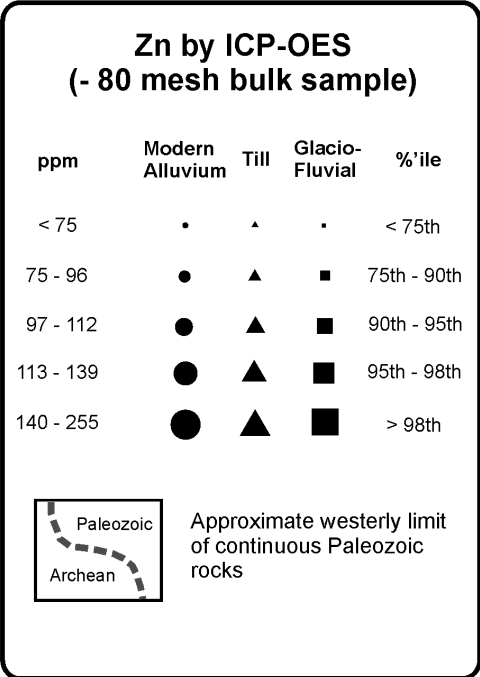 Zn by ICP-OES
(- 80 mesh bulk sample)
ppm Modern Alluvium Till Glacio-Fluvial %'ile
< 75 < 75th
75 - 96 75th - 90th
97 - 112 90th - 95th
113 - 139 95th - 98th
140 - 255 > 98th
Paleozoic
Archean
Approximate westerly limit
of continuous Paleozoic
rocks